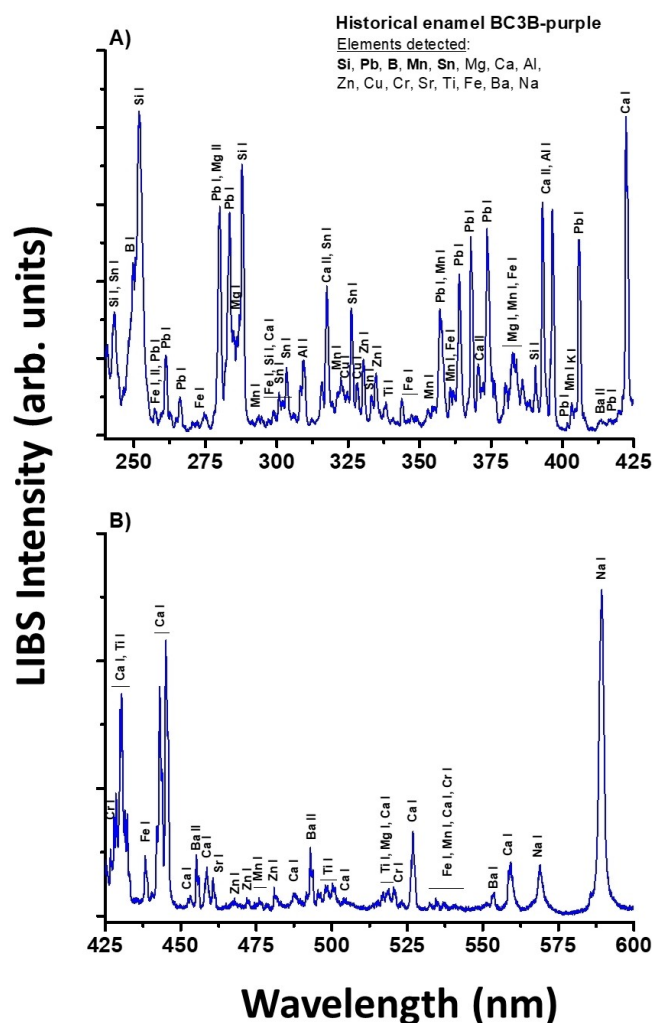 Historical enamel BC3B-purple
Elements detected:
Si, Pb, B, Mn, Sn, Mg, Ca, Al,
Zn, Cu, Cr, Sr, Ti, Fe, Ba, Na
A)
Si I, Sn I
B I
Si I
Fe I, II, Pb I
Pb I
Pb I
Fe I
Pb I, Mg II
Pb I
Mg I
Si I
Mn I
Fe I, Si I, Ca I
Sn I
Sn I
Al I
Ca II, Sn I
Mn I
Cu I
Sn I
Cu I
Zn I
Sn I
Zn I
Ti I
Fe I
Mn I
Pb I, Mn I
Mn I, Fe I
Pb I
Pb I
Ca II
Pb I
Mg I, Mn I, Fe I
Si I
Ca II, Al I
Pb I
Mn I
K I
Pb I
Ba II
Pb I
Ca I
250 275 300 325 350 375 400 425
B)
Cr I
Ca I, Ti I
Fe I
Ca I
Ca I
Ba II
Ca I
Sr I
Zn I
Zn I
Mn I
Zn I
Ca I
Ba II
Ti I
Ca I
Ti I, Mg I, Ca I
Cr I
Ca I
Fe I, Mn I, Ca I, Cr I
Ba I
Ca I
Na I
Na I
425 450 475 500 525 550 575 600
LIBS Intensity (arb. units)
Wavelength (nm)